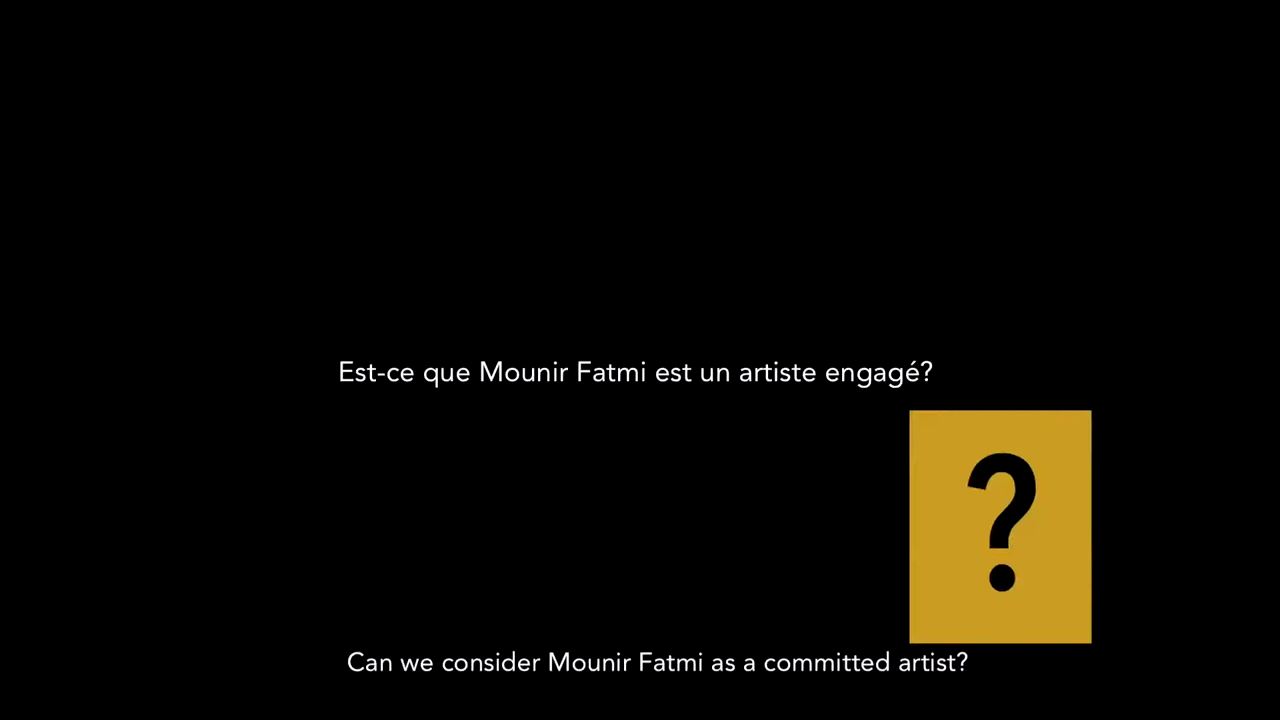 Est-ce que Mounir Fatmi est un artiste engagé?
?
Can we consider Mounir Fatmi as a committed artist?